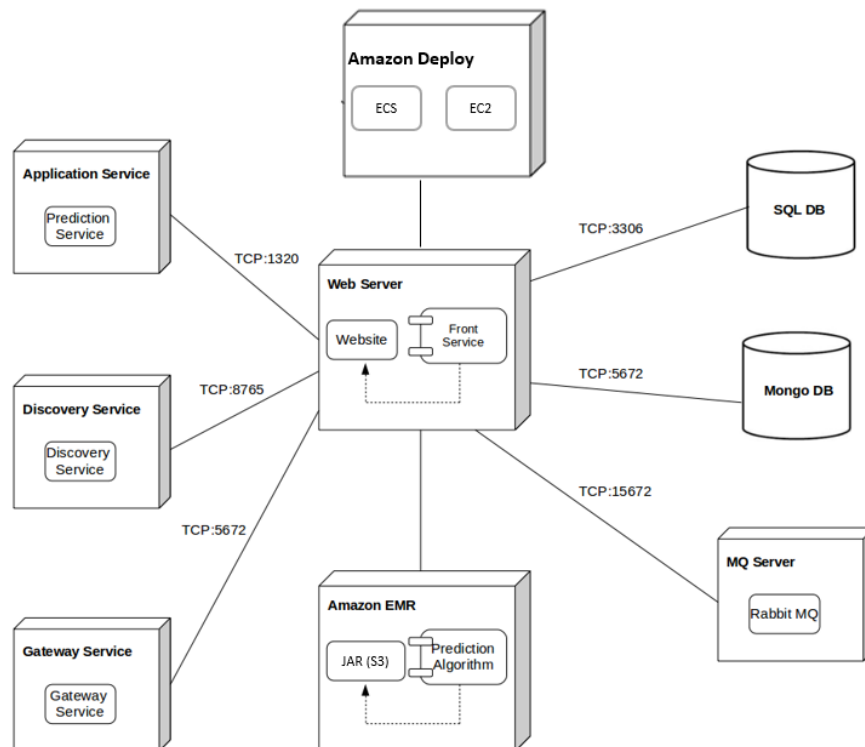 Amazon Deploy
ECS
EC2
Application Service
Prediction
Service
TCP:1320
TCP:3306
SQL DB
Web Server
Website
Front
Service
Discovery Service
Discovery
Service
TCP:8765
TCP:5672
Mongo DB
TCP:15672
TCP:5672
MQ Server
Rabbit MQ
Amazon EMR
JAR (S3)
Prediction
Algorithm
Gateway Service
Gateway
Service